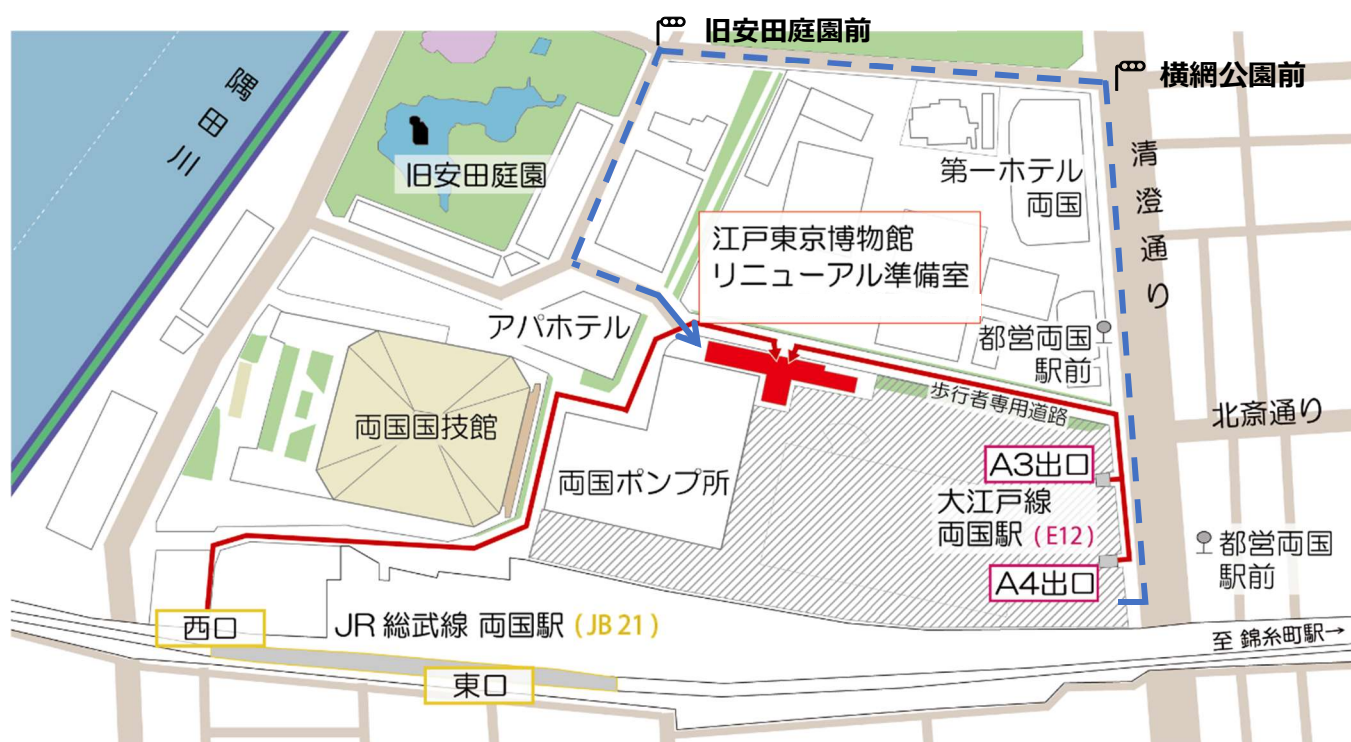 旧安田庭園前
横網公園前
隅田川
旧安田庭園
第一ホテル
両国
清澄通り
江戸東京博物館
リニューアル準備室
アパホテル
都営両国
駅前
歩行者専用道路
北斎通り
両国国技館
両国ポンプ所
A3出口
大江戸線
両国駅(E12)
A4出口
都営両国
駅前
西口
JR 総武線 両国駅(JB 21)
至 錦糸町駅→
東口